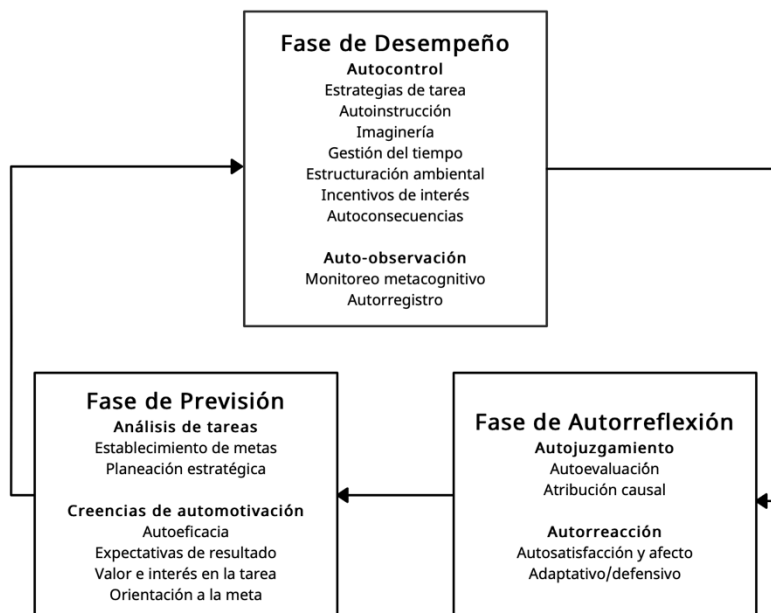 Fase de Desempeño
Autocontrol
Estrategias de tarea
Autoinstrucción
Imaginería
Gestión del tiempo
Estructuración ambiental
Incentivos de interés
Autoconsecuencias
Auto-observación
Monitoreo metacognitivo
Autorregistro
Fase de Previsión
Análisis de tareas
Establecimiento de metas
Planeación estratégica
Creencias de automotivación
Autoeficacia
Expectativas de resultado
Valor e interés en la tarea
Orientación a la meta
Fase de Autorreflexión
Autojuzgamiento
Autoevaluación
Atribución causal
Autorreacción
Autosatisfacción y afecto
Adaptativo/defensivo